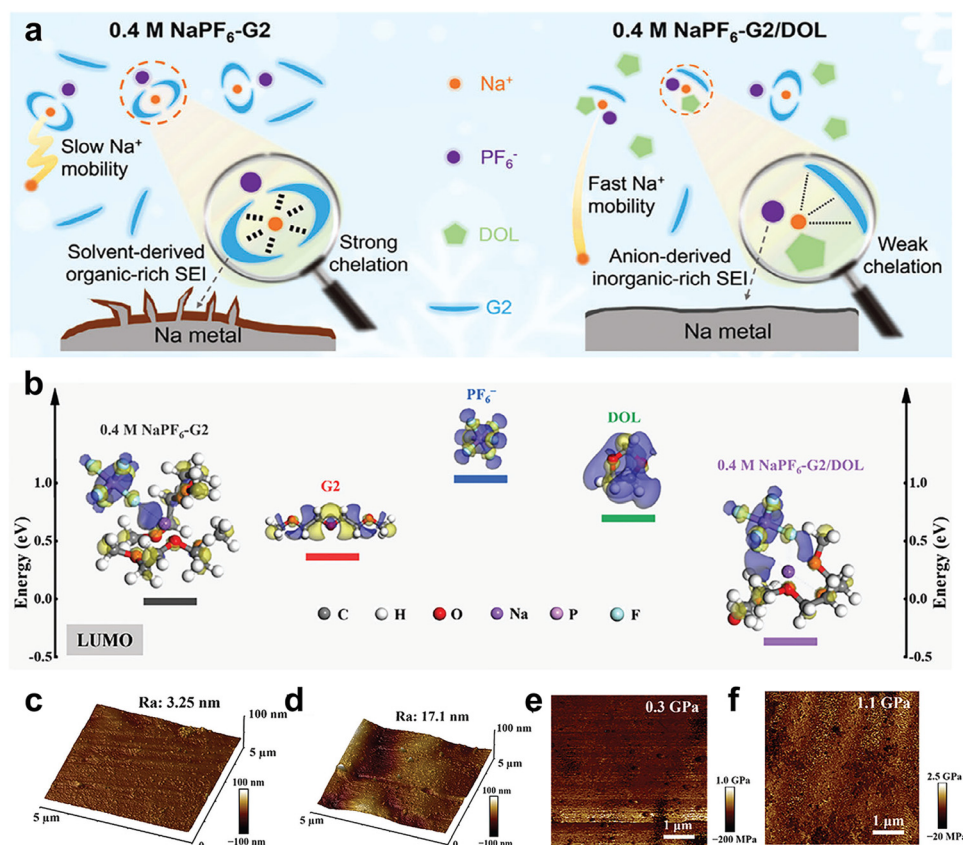 a
0.4 M NaPF₆-G2
0.4 M NaPF₆-G2/DOL
Slow Na⁺
mobility
Solvent-derived
organic-rich SEI
Strong
chelation
Na metal
Na⁺
PF₆⁻
DOL
G2
Fast Na⁺
mobility
Anion-derived
inorganic-rich SEI
Weak
chelation
Na metal
b
Energy (eV)
1.0
0.5
0.0
-0.5
0.4 M NaPF₆-G2
G2
PF₆⁻
DOL
0.4 M NaPF₆-G2/DOL
C H O Na P F
LUMO
Energy (eV)
1.0
0.5
0.0
-0.5
c
Ra: 3.25 nm
100 nm
5 µm
5 µm
0
100 nm
−100 nm
d
Ra: 17.1 nm
100 nm
5 µm
5 µm
0
100 nm
−100 nm
e
0.3 GPa
1 µm
1.0 GPa
−200 MPa
f
1.1 GPa
1 µm
2.5 GPa
−20 MPa